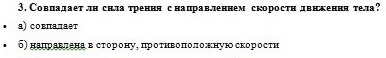 3. Совпадает ли сила трения с направлением скорости движения тела?
• а) совпадает
• б) направлена в сторону, противоположную скорости